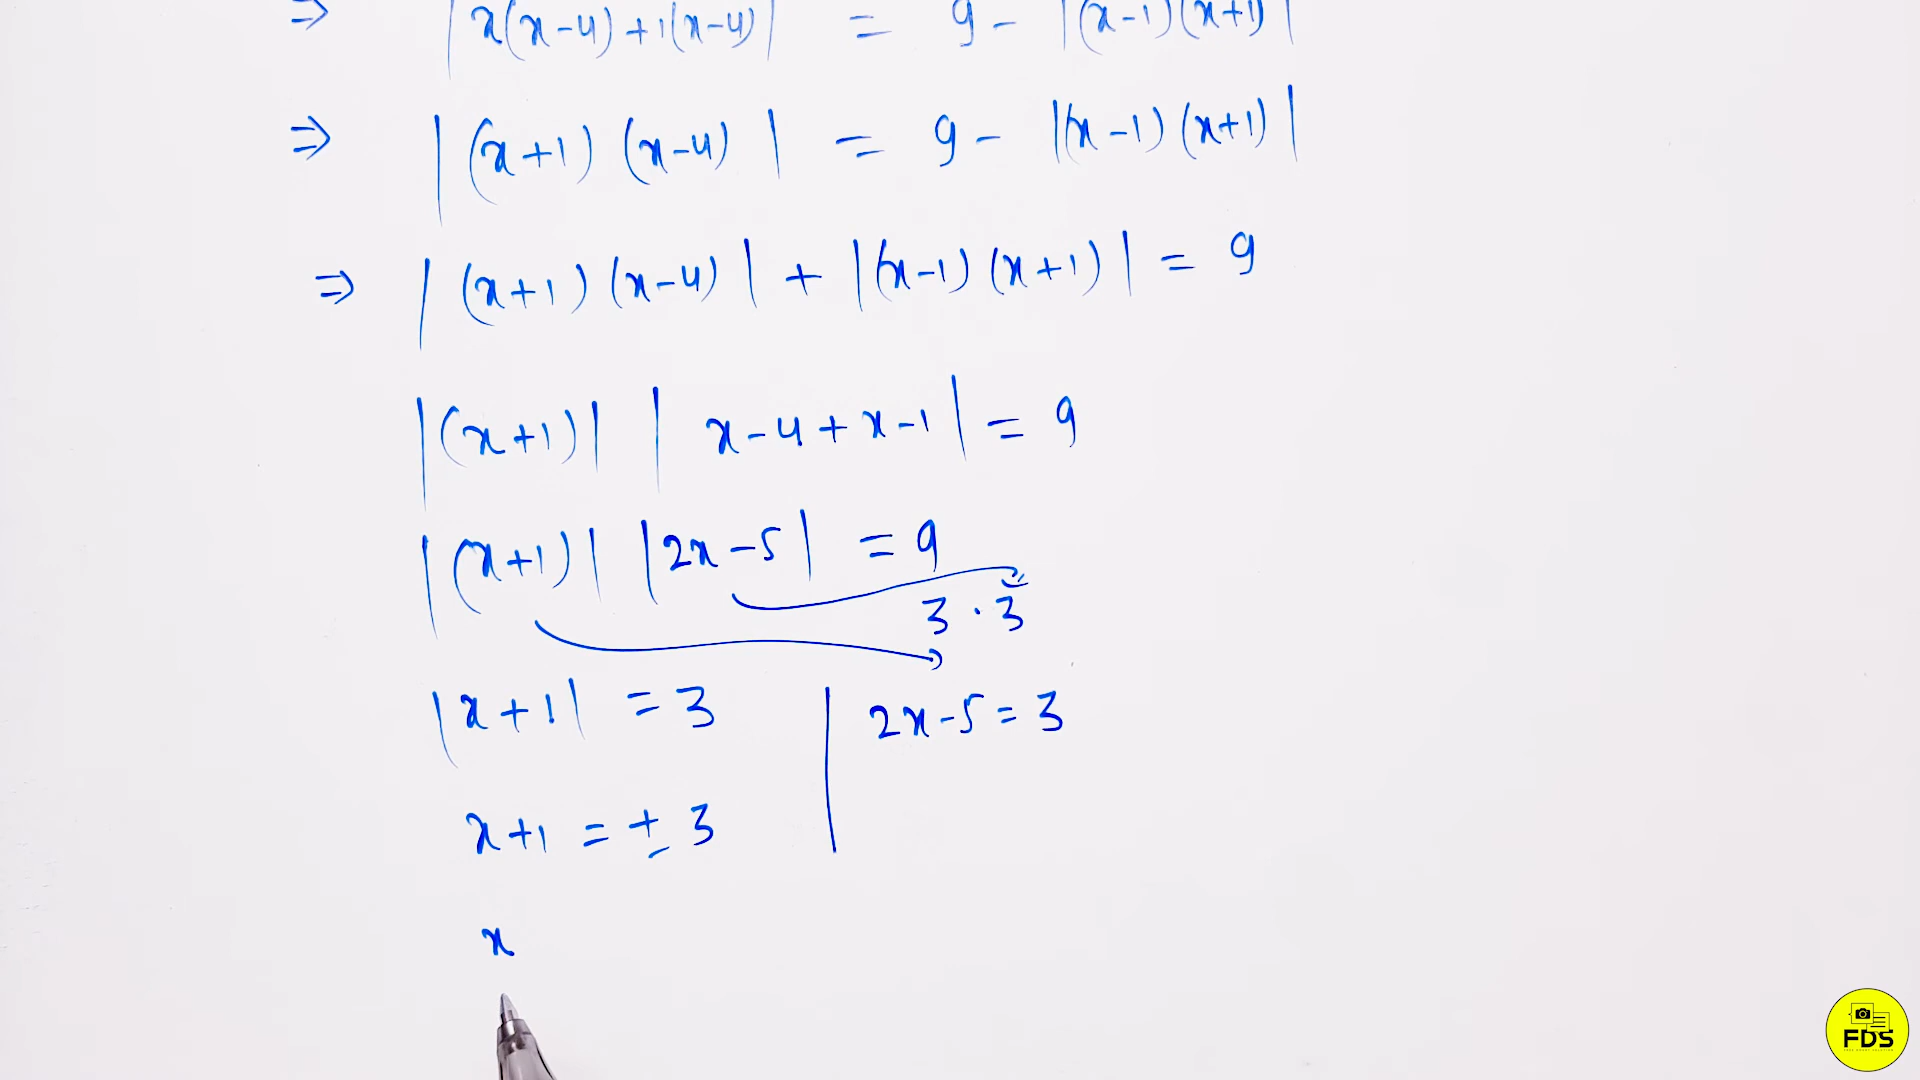 ⇒ |x(x-4)+1(x-4)| = 9 - |(x-1)(x+1)|
⇒ |(x+1)(x-4)| = 9 - |(x-1)(x+1)|
⇒ |(x+1)(x-4)| + |(x-1)(x+1)| = 9
|(x+1)| |x-4+x-1| = 9
|(x+1)| |2x-5| = 9
3 · 3
|x+1| = 3 | 2x-5 = 3
x+1 = ± 3
x
FDS